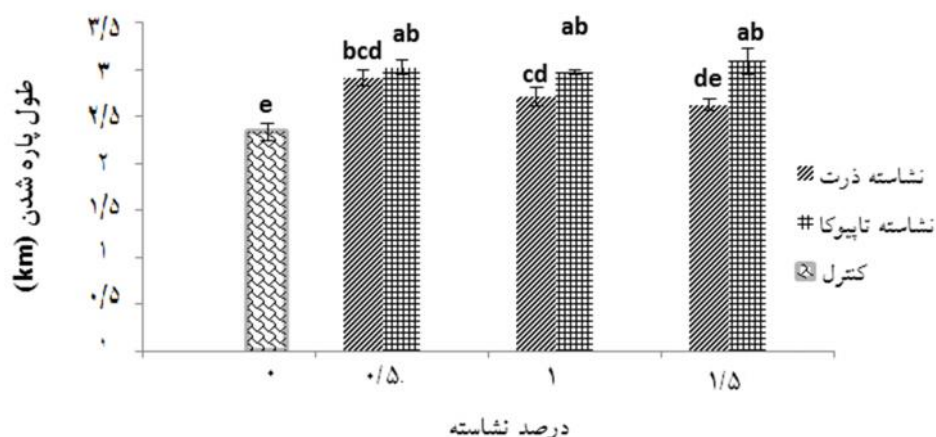 طول پاره شدن (km)
۳/۵
۳
۲/۵
۲
۱/۵
۱
۰/۵
۰
e
bcd
ab
cd
ab
de
ab
۰
۰/۵
۱
۱/۵
درصد نشاسته
نشاسته ذرت
نشاسته تاپیوکا
کنترل